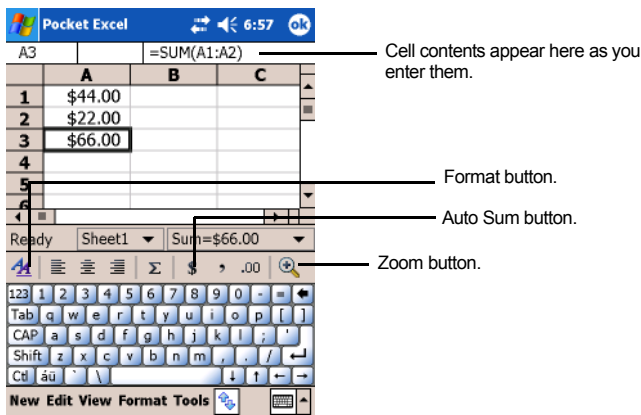 Pocket Excel 6:57 ok
A3 =SUM(A1:A2)
Cell contents appear here as you
enter them.
A B C
1 $44.00
2 $22.00
3 $66.00
4
5
6
Format button.
Auto Sum button.
Ready Sheet1 Sum=$66.00
Zoom button.
AA Σ $ , .00
123 1 2 3 4 5 6 7 8 9 0 - =
Tab q w e r t y u i o p [ ]
CAP a s d f g h j k l ; '
Shift z x c v b n m , . /
Ctl áü ` \
New Edit View Format Tools